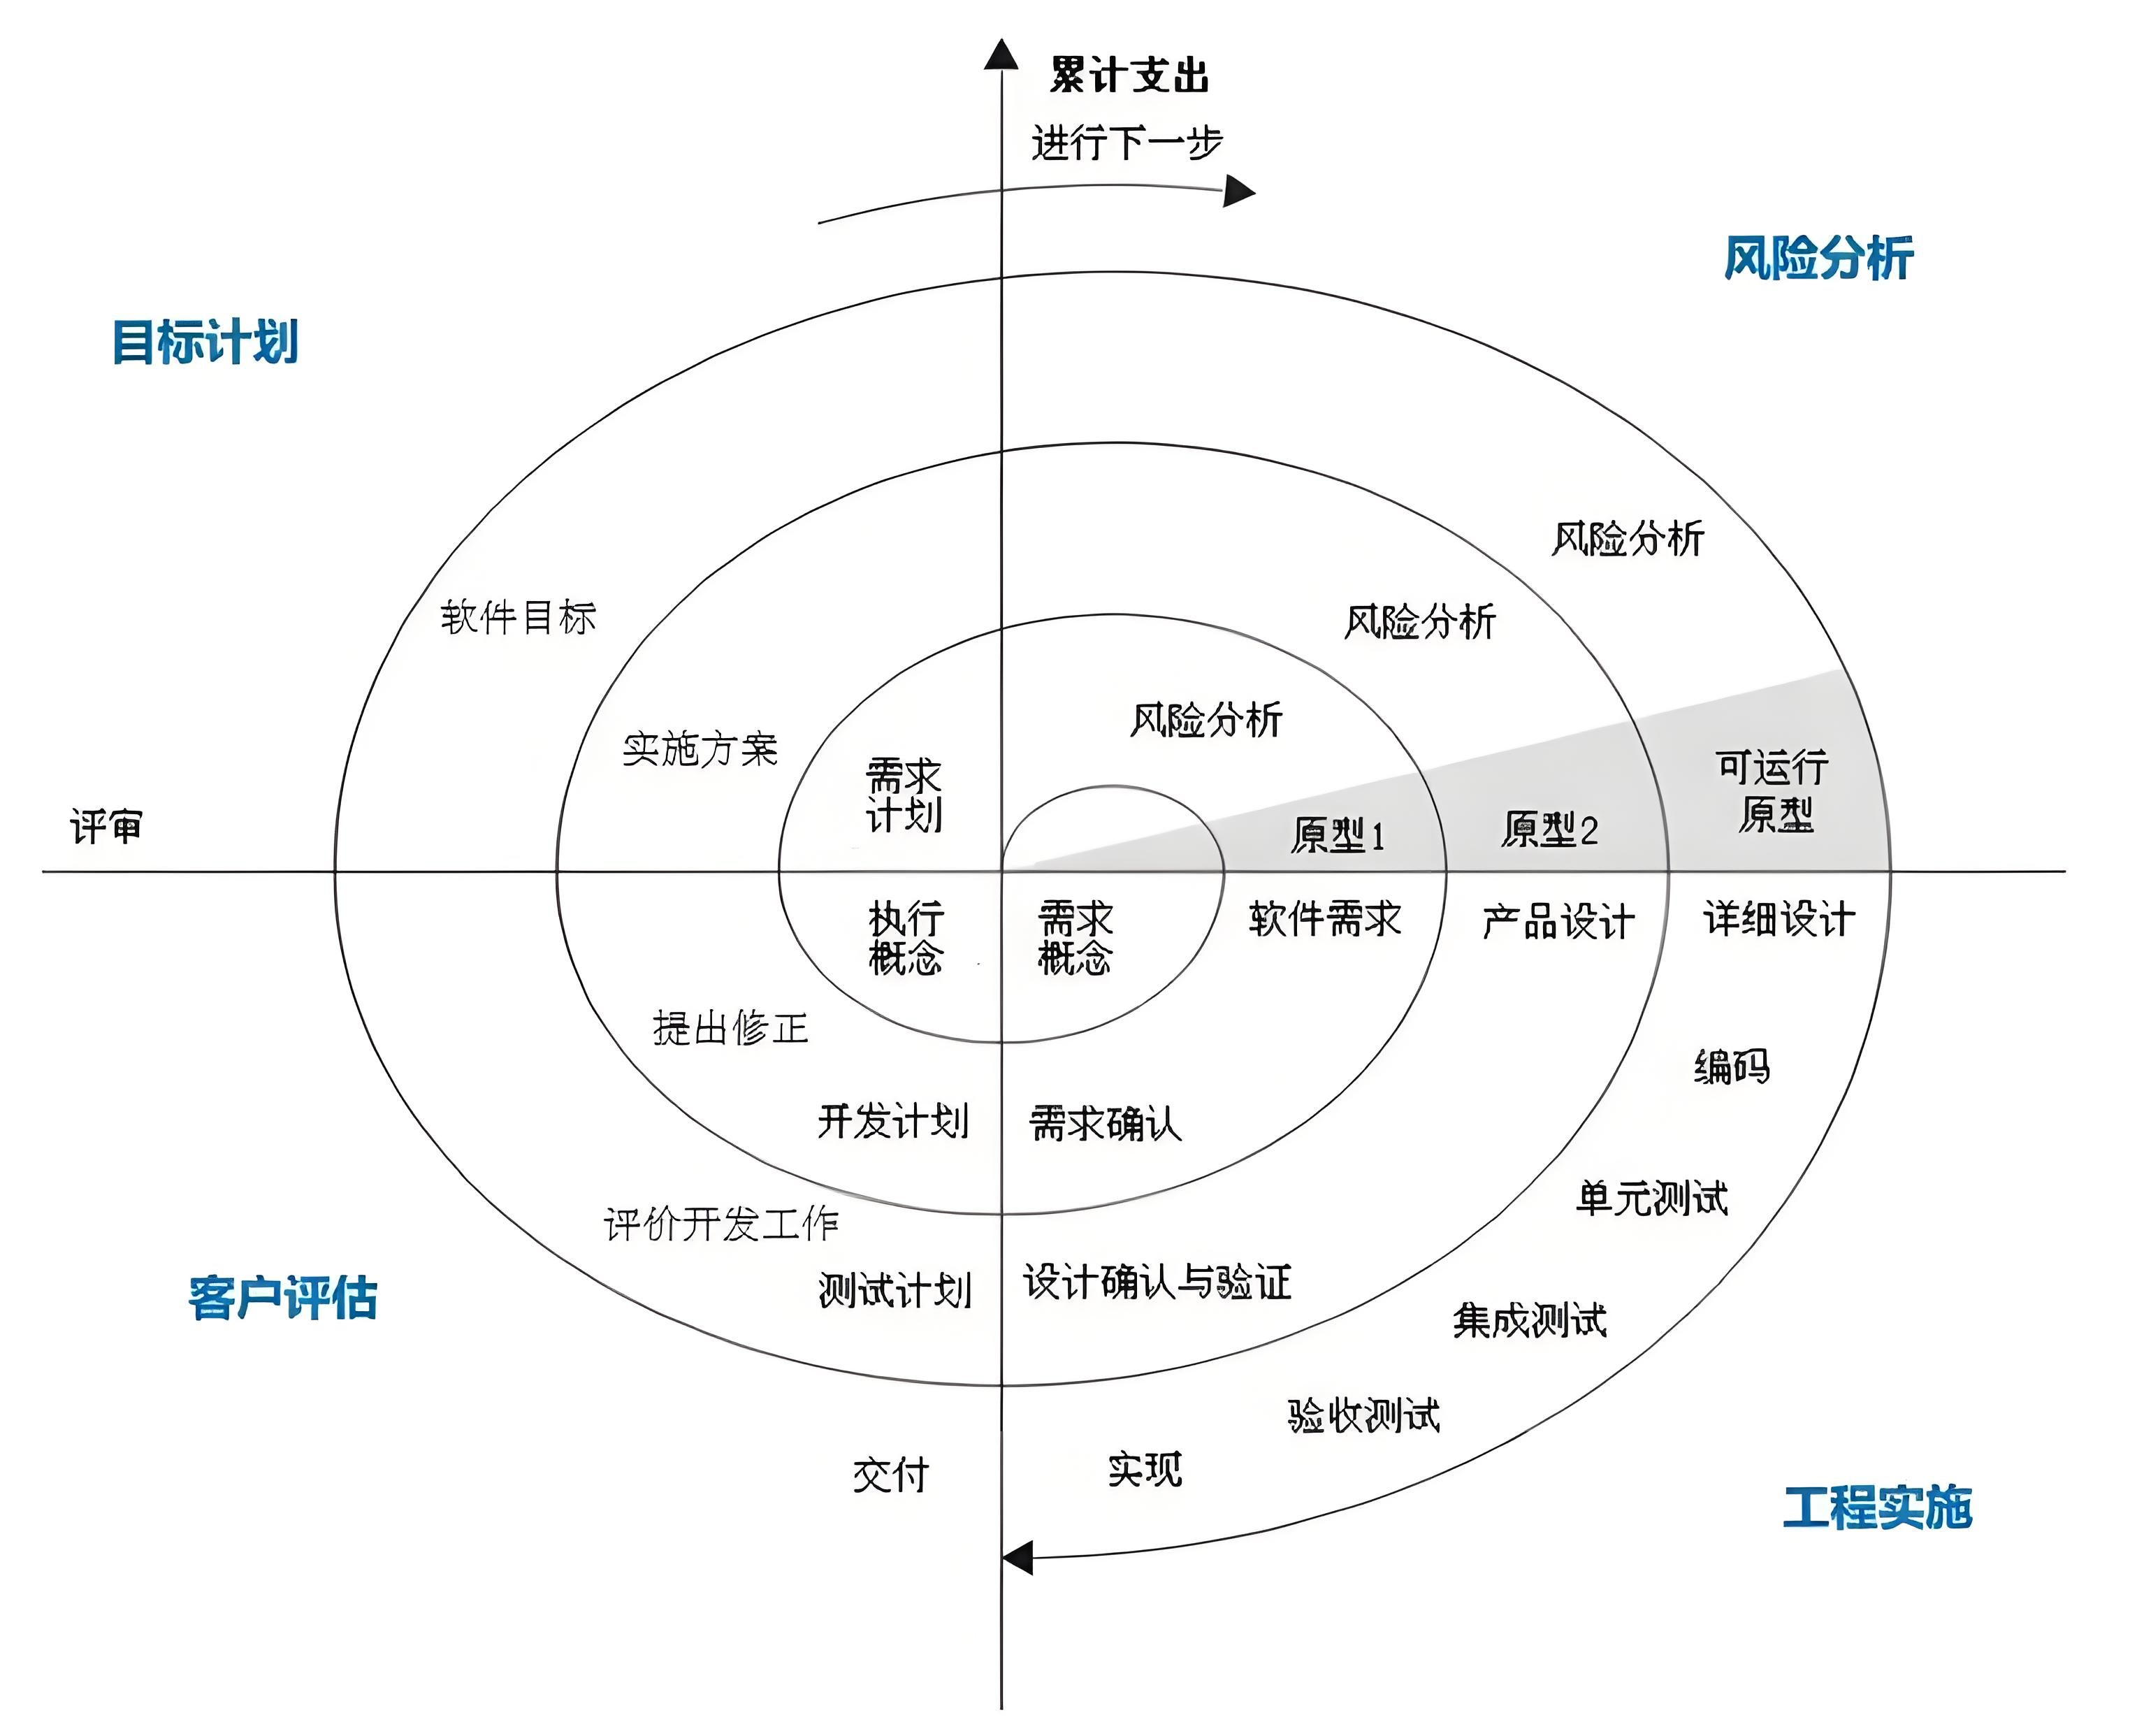 累计支出
进行下一步
风险分析
目标计划
风险分析
软件目标
风险分析
风险分析
实施方案
需求
计划
可运行
原型
评审
原型1
原型2
执行
概念
需求
概念
软件需求
产品设计
详细设计
提出修正
编码
开发计划
需求确认
单元测试
评价开发工作
客户评估
测试计划
设计确认与验证
集成测试
验收测试
交付
实现
工程实施